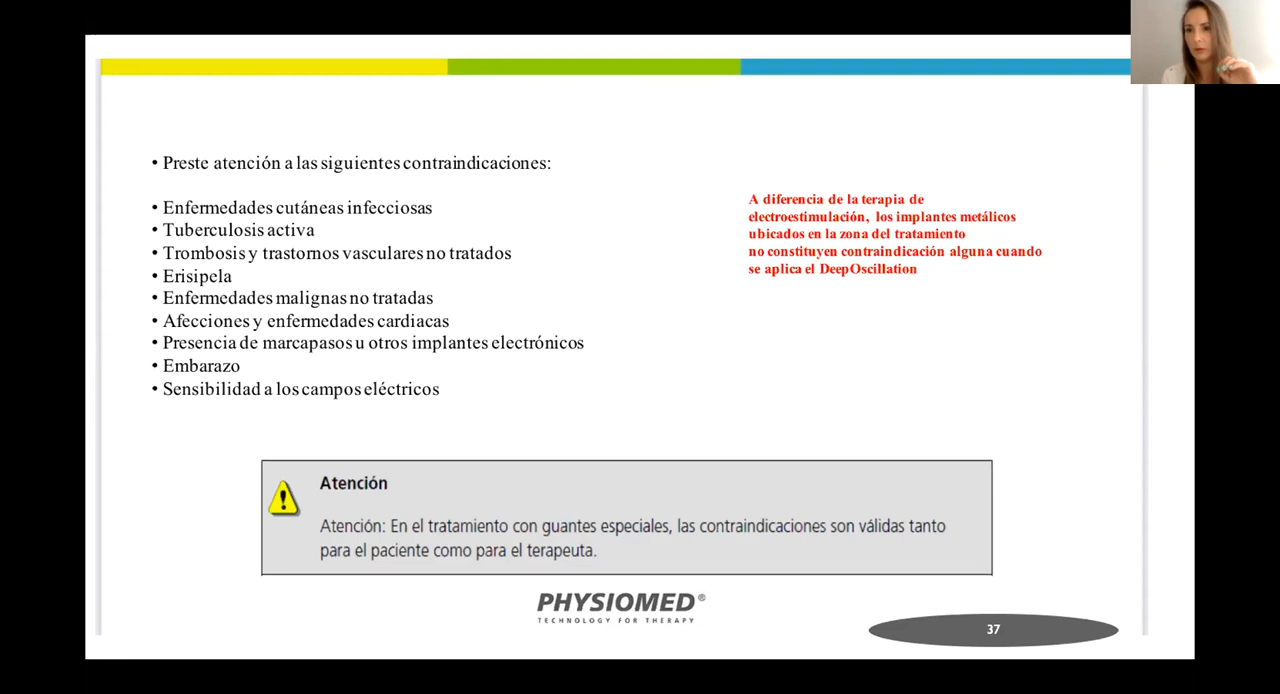 • Preste atención a las siguientes contraindicaciones:
• Enfermedades cutáneas infecciosas
• Tuberculosis activa
• Trombosis y trastornos vasculares no tratados
• Erisipela
• Enfermedades malignas no tratadas
• Afecciones y enfermedades cardiacas
• Presencia de marcapasos u otros implantes electrónicos
• Embarazo
• Sensibilidad a los campos eléctricos
A diferencia de la terapia de
electroestimulación, los implantes metálicos
ubicados en la zona del tratamiento
no constituyen contraindicación alguna cuando
se aplica el DeepOscillation
Atención
Atención: En el tratamiento con guantes especiales, las contraindicaciones son válidas tanto
para el paciente como para el terapeuta.
PHYSIOMED®
TECHNOLOGY FOR THERAPY
37